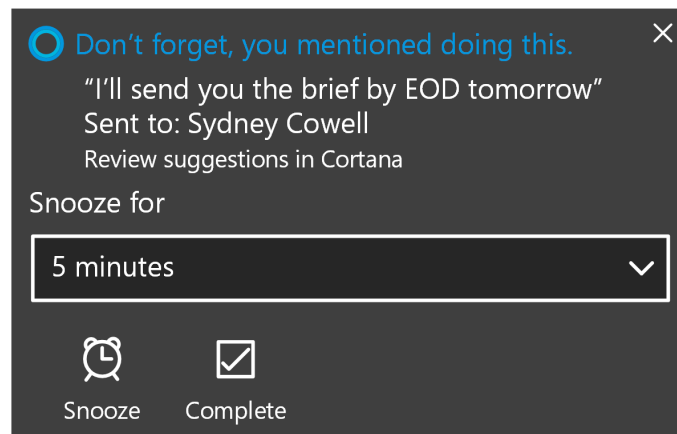 Don’t forget, you mentioned doing this.
“I’ll send you the brief by EOD tomorrow”
Sent to: Sydney Cowell
Review suggestions in Cortana
Snooze for
5 minutes
Snooze
Complete